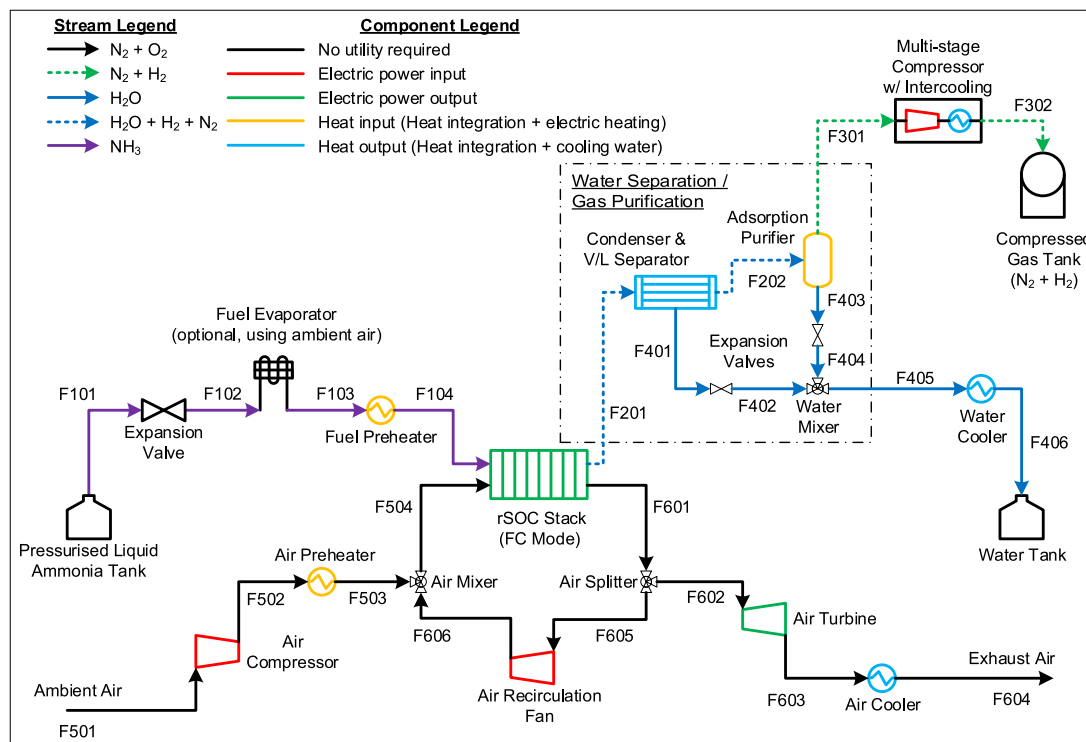 Stream Legend
N₂ + O₂
N₂ + H₂
H₂O
H₂O + H₂ + N₂
NH₃
Component Legend
No utility required
Electric power input
Electric power output
Heat input (Heat integration + electric heating)
Heat output (Heat integration + cooling water)
Multi-stage
Compressor
w/ Intercooling
F301
F302
Compressed
Gas Tank
(N₂ + H₂)
Water Separation /
Gas Purification
Adsorption
Purifier
Condenser &
V/L Separator
F202
F403
F401
Expansion
Valves
F404
F402
Water
Mixer
F405
Water
Cooler
F406
Water Tank
F201
Fuel Evaporator
(optional, using ambient air)
F101
F102
F103
F104
Expansion
Valve
Fuel Preheater
Pressurised Liquid
Ammonia Tank
rSOC Stack
(FC Mode)
F504
F601
Air Preheater
F502
F503
Air Mixer
Air Splitter
F602
F606
F605
Air
Compressor
Air Turbine
Ambient Air
F501
Air Recirculation
Fan
F603
Air Cooler
Exhaust Air
F604